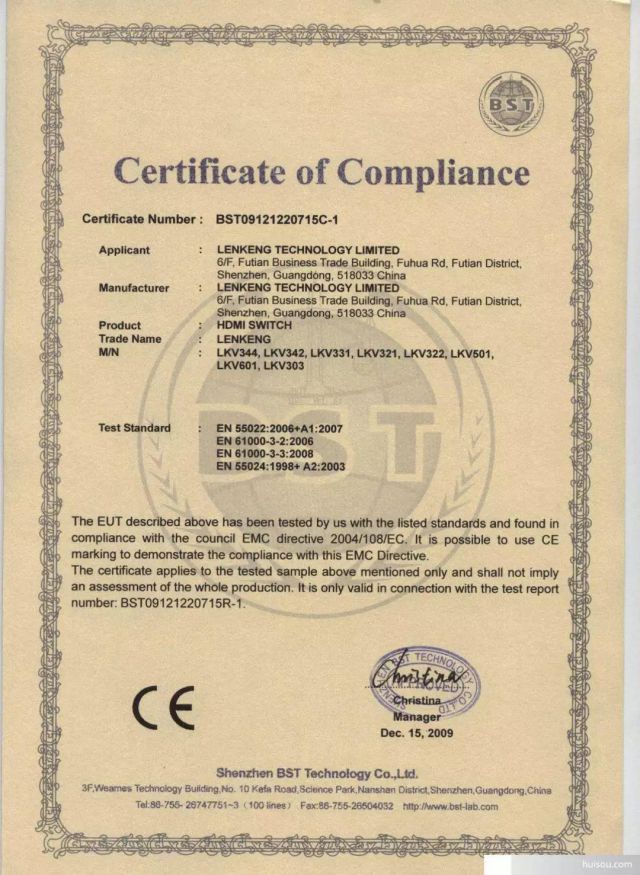 BST
Certificate of Compliance
Certificate Number : BST09121220715C-1
Applicant : LENKENG TECHNOLOGY LIMITED
6/F, Futian Business Trade Building, Fuhua Rd, Futian District,
Shenzhen, Guangdong, 518033 China
Manufacturer : LENKENG TECHNOLOGY LIMITED
6/F, Futian Business Trade Building, Fuhua Rd, Futian District,
Shenzhen, Guangdong, 518033 China
Product : HDMI SWITCH
Trade Name : LENKENG
M/N : LKV344, LKV342, LKV331, LKV321, LKV322, LKV501,
LKV601, LKV303
BST
Test Standard : EN 55022:2006+A1:2007
EN 61000-3-2:2006
EN 61000-3-3:2008
EN 55024:1998+ A2:2003
The EUT described above has been tested by us with the listed standards and found in
compliance with the council EMC directive 2004/108/EC. It is possible to use CE
marking to demonstrate the compliance with this EMC Directive.
The certificate applies to the tested sample above mentioned only and shall not imply
an assessment of the whole production. It is only valid in connection with the test report
number: BST09121220715R-1.
CE
SHENZHEN BST TECHNOLOGY CO.,LTD
Christina
Christina
Manager
Dec. 15, 2009
Shenzhen BST Technology Co.,Ltd.
3F,Weames Technology Building,No. 10 Kefa Road,Science Park,Nanshan District,Shenzhen,Guangdong,China
Tel:86-755- 26747751~3 (100 lines) Fax:86-755-26504032 http://www.bst-lab.com
huisou.com